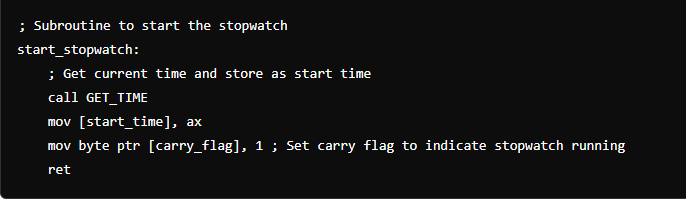 ; Subroutine to start the stopwatch
start_stopwatch:
; Get current time and store as start time
call GET_TIME
mov [start_time], ax
mov byte ptr [carry_flag], 1 ; Set carry flag to indicate stopwatch running
ret